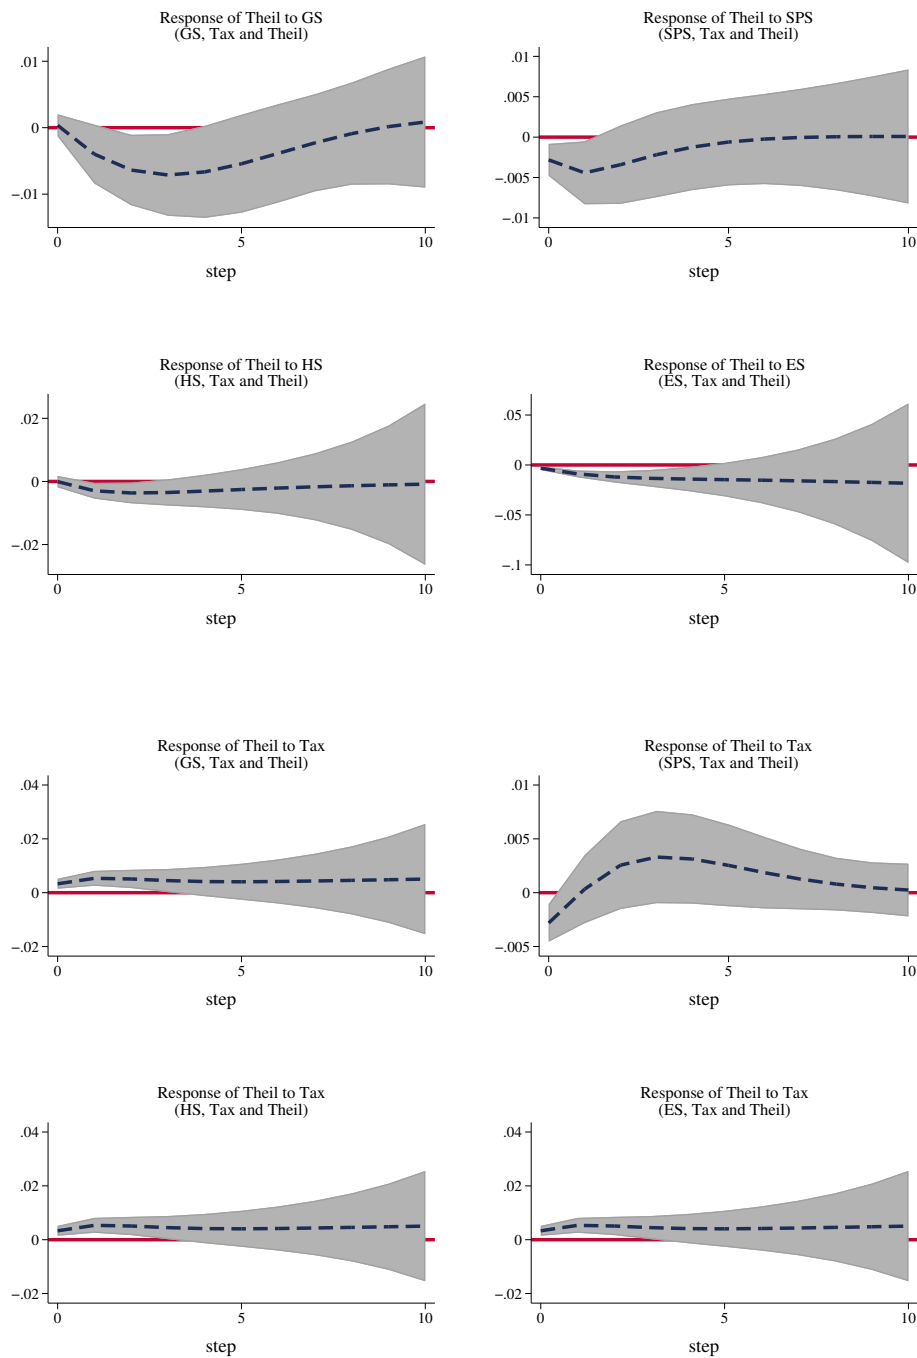 Response of Theil to GS
(GS, Tax and Theil)
.01
0
−.01
0
5
10
step
Response of Theil to SPS
(SPS, Tax and Theil)
.01
.005
0
−.005
−.01
0
5
10
step
Response of Theil to HS
(HS, Tax and Theil)
.02
0
−.02
0
5
10
step
Response of Theil to ES
(ES, Tax and Theil)
.05
0
−.05
−.1
0
5
10
step
Response of Theil to Tax
(GS, Tax and Theil)
.04
.02
0
−.02
0
5
10
step
Response of Theil to Tax
(SPS, Tax and Theil)
.01
.005
0
−.005
0
5
10
step
Response of Theil to Tax
(HS, Tax and Theil)
.04
.02
0
−.02
0
5
10
step
Response of Theil to Tax
(ES, Tax and Theil)
.04
.02
0
−.02
0
5
10
step